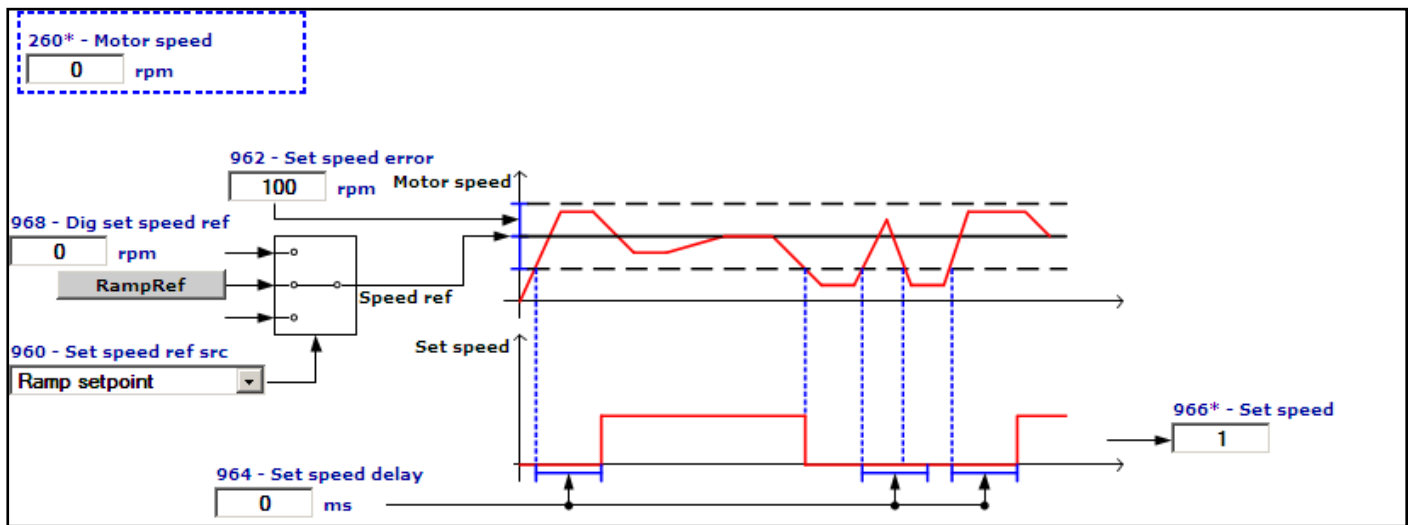 260* - Motor speed
0 rpm
962 - Set speed error
100 rpm
Motor speed
968 - Dig set speed ref
0 rpm
RampRef
Speed ref
960 - Set speed ref src
Ramp setpoint
Set speed
966* - Set speed
1
964 - Set speed delay
0 ms